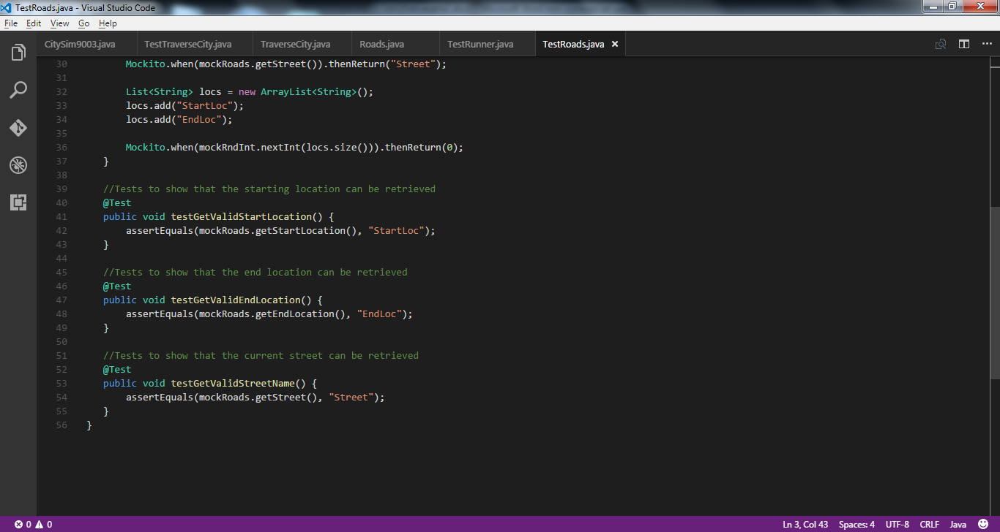 TestRoads.java - Visual Studio Code
File Edit View Go Help
CitySim9003.java TestTraverseCity.java TraverseCity.java Roads.java TestRunner.java TestRoads.java
30 Mockito.when(mockRoads.getStreet()).thenReturn("Street");
31
32 List<String> locs = new ArrayList<String>();
33 locs.add("StartLoc");
34 locs.add("EndLoc");
35
36 Mockito.when(mockRndInt.nextInt(locs.size())).thenReturn(0);
37 }
38
39 //Tests to show that the starting location can be retrieved
40 @Test
41 public void testGetValidStartLocation() {
42 assertEquals(mockRoads.getStartLocation(), "StartLoc");
43 }
44
45 //Tests to show that the end location can be retrieved
46 @Test
47 public void testGetValidEndLocation() {
48 assertEquals(mockRoads.getEndLocation(), "EndLoc");
49 }
50
51 //Tests to show that the current street can be retrieved
52 @Test
53 public void testGetValidStreetName() {
54 assertEquals(mockRoads.getStreet(), "Street");
55 }
56 }
0 0 Ln 3, Col 43 Spaces: 4 UTF-8 CRLF Java